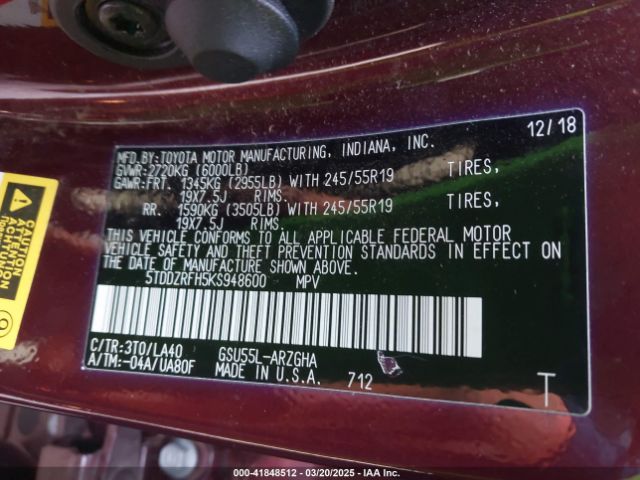 12/18
MFD.BY:TOYOTA MOTOR MANUFACTURING, INDIANA, INC.
GVWR:2720KG (6000LB)
GAWR:FRT. 1345KG (2955LB) WITH 245/55R19 TIRES,
19X7.5J RIMS.
RR. 1590KG (3505LB) WITH 245/55R19 TIRES,
19X7.5J RIMS.
THIS VEHICLE CONFORMS TO ALL APPLICABLE FEDERAL MOTOR
VEHICLE SAFETY AND THEFT PREVENTION STANDARDS IN EFFECT ON
THE DATE OF MANUFACTURE SHOWN ABOVE.
5TDDZRFH5KS948600 MPV
C/TR:3T0/LA40 GSU55L-ARZGHA
A/TM:-04A/UA80F MADE IN U.S.A. 712
T
CAUTION
ATTENTION
000-41848512 — 03/20/2025 — IAA Inc.